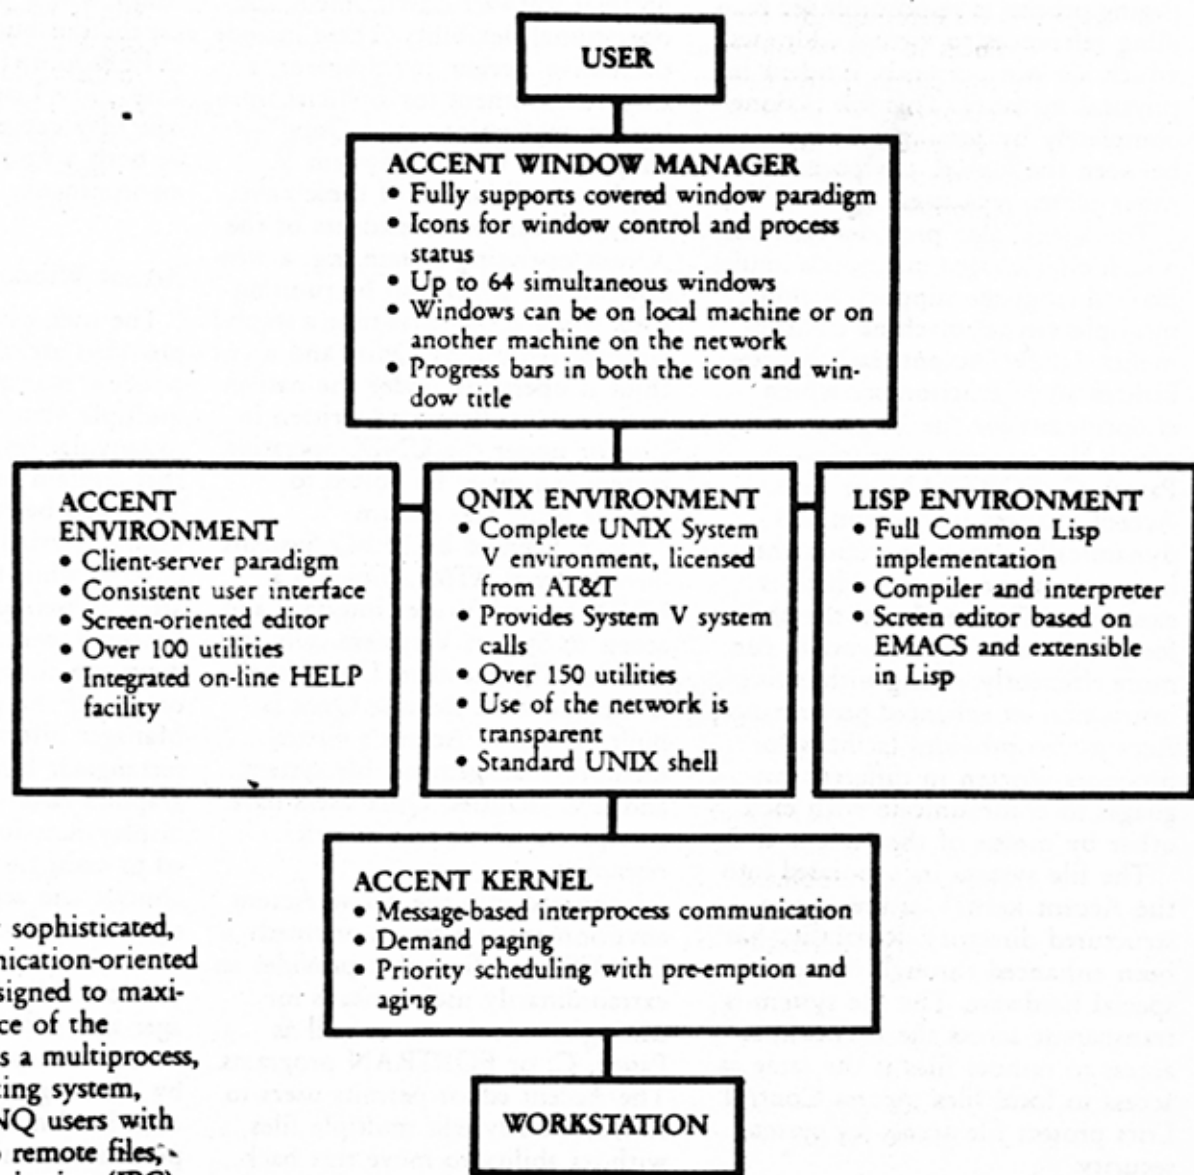 USER
ACCENT WINDOW MANAGER
• Fully supports covered window paradigm
• Icons for window control and process
status
• Up to 64 simultaneous windows
• Windows can be on local machine or on
another machine on the network
• Progress bars in both the icon and win-
dow title
ACCENT
ENVIRONMENT
• Client-server paradigm
• Consistent user interface
• Screen-oriented editor
• Over 100 utilities
• Integrated on-line HELP
facility
QNIX ENVIRONMENT
• Complete UNIX System
V environment, licensed
from AT&T
• Provides System V system
calls
• Over 150 utilities
• Use of the network is
transparent
• Standard UNIX shell
LISP ENVIRONMENT
• Full Common Lisp
implementation
• Compiler and interpreter
• Screen editor based on
EMACS and extensible
in Lisp
ACCENT KERNEL
• Message-based interprocess communication
• Demand paging
• Priority scheduling with pre-emption and
aging
WORKSTATION
sophisticated,
nication-oriented
signed to maxi-
ce of the
s a multiprocess,
ting system,
NQ users with
remote files,